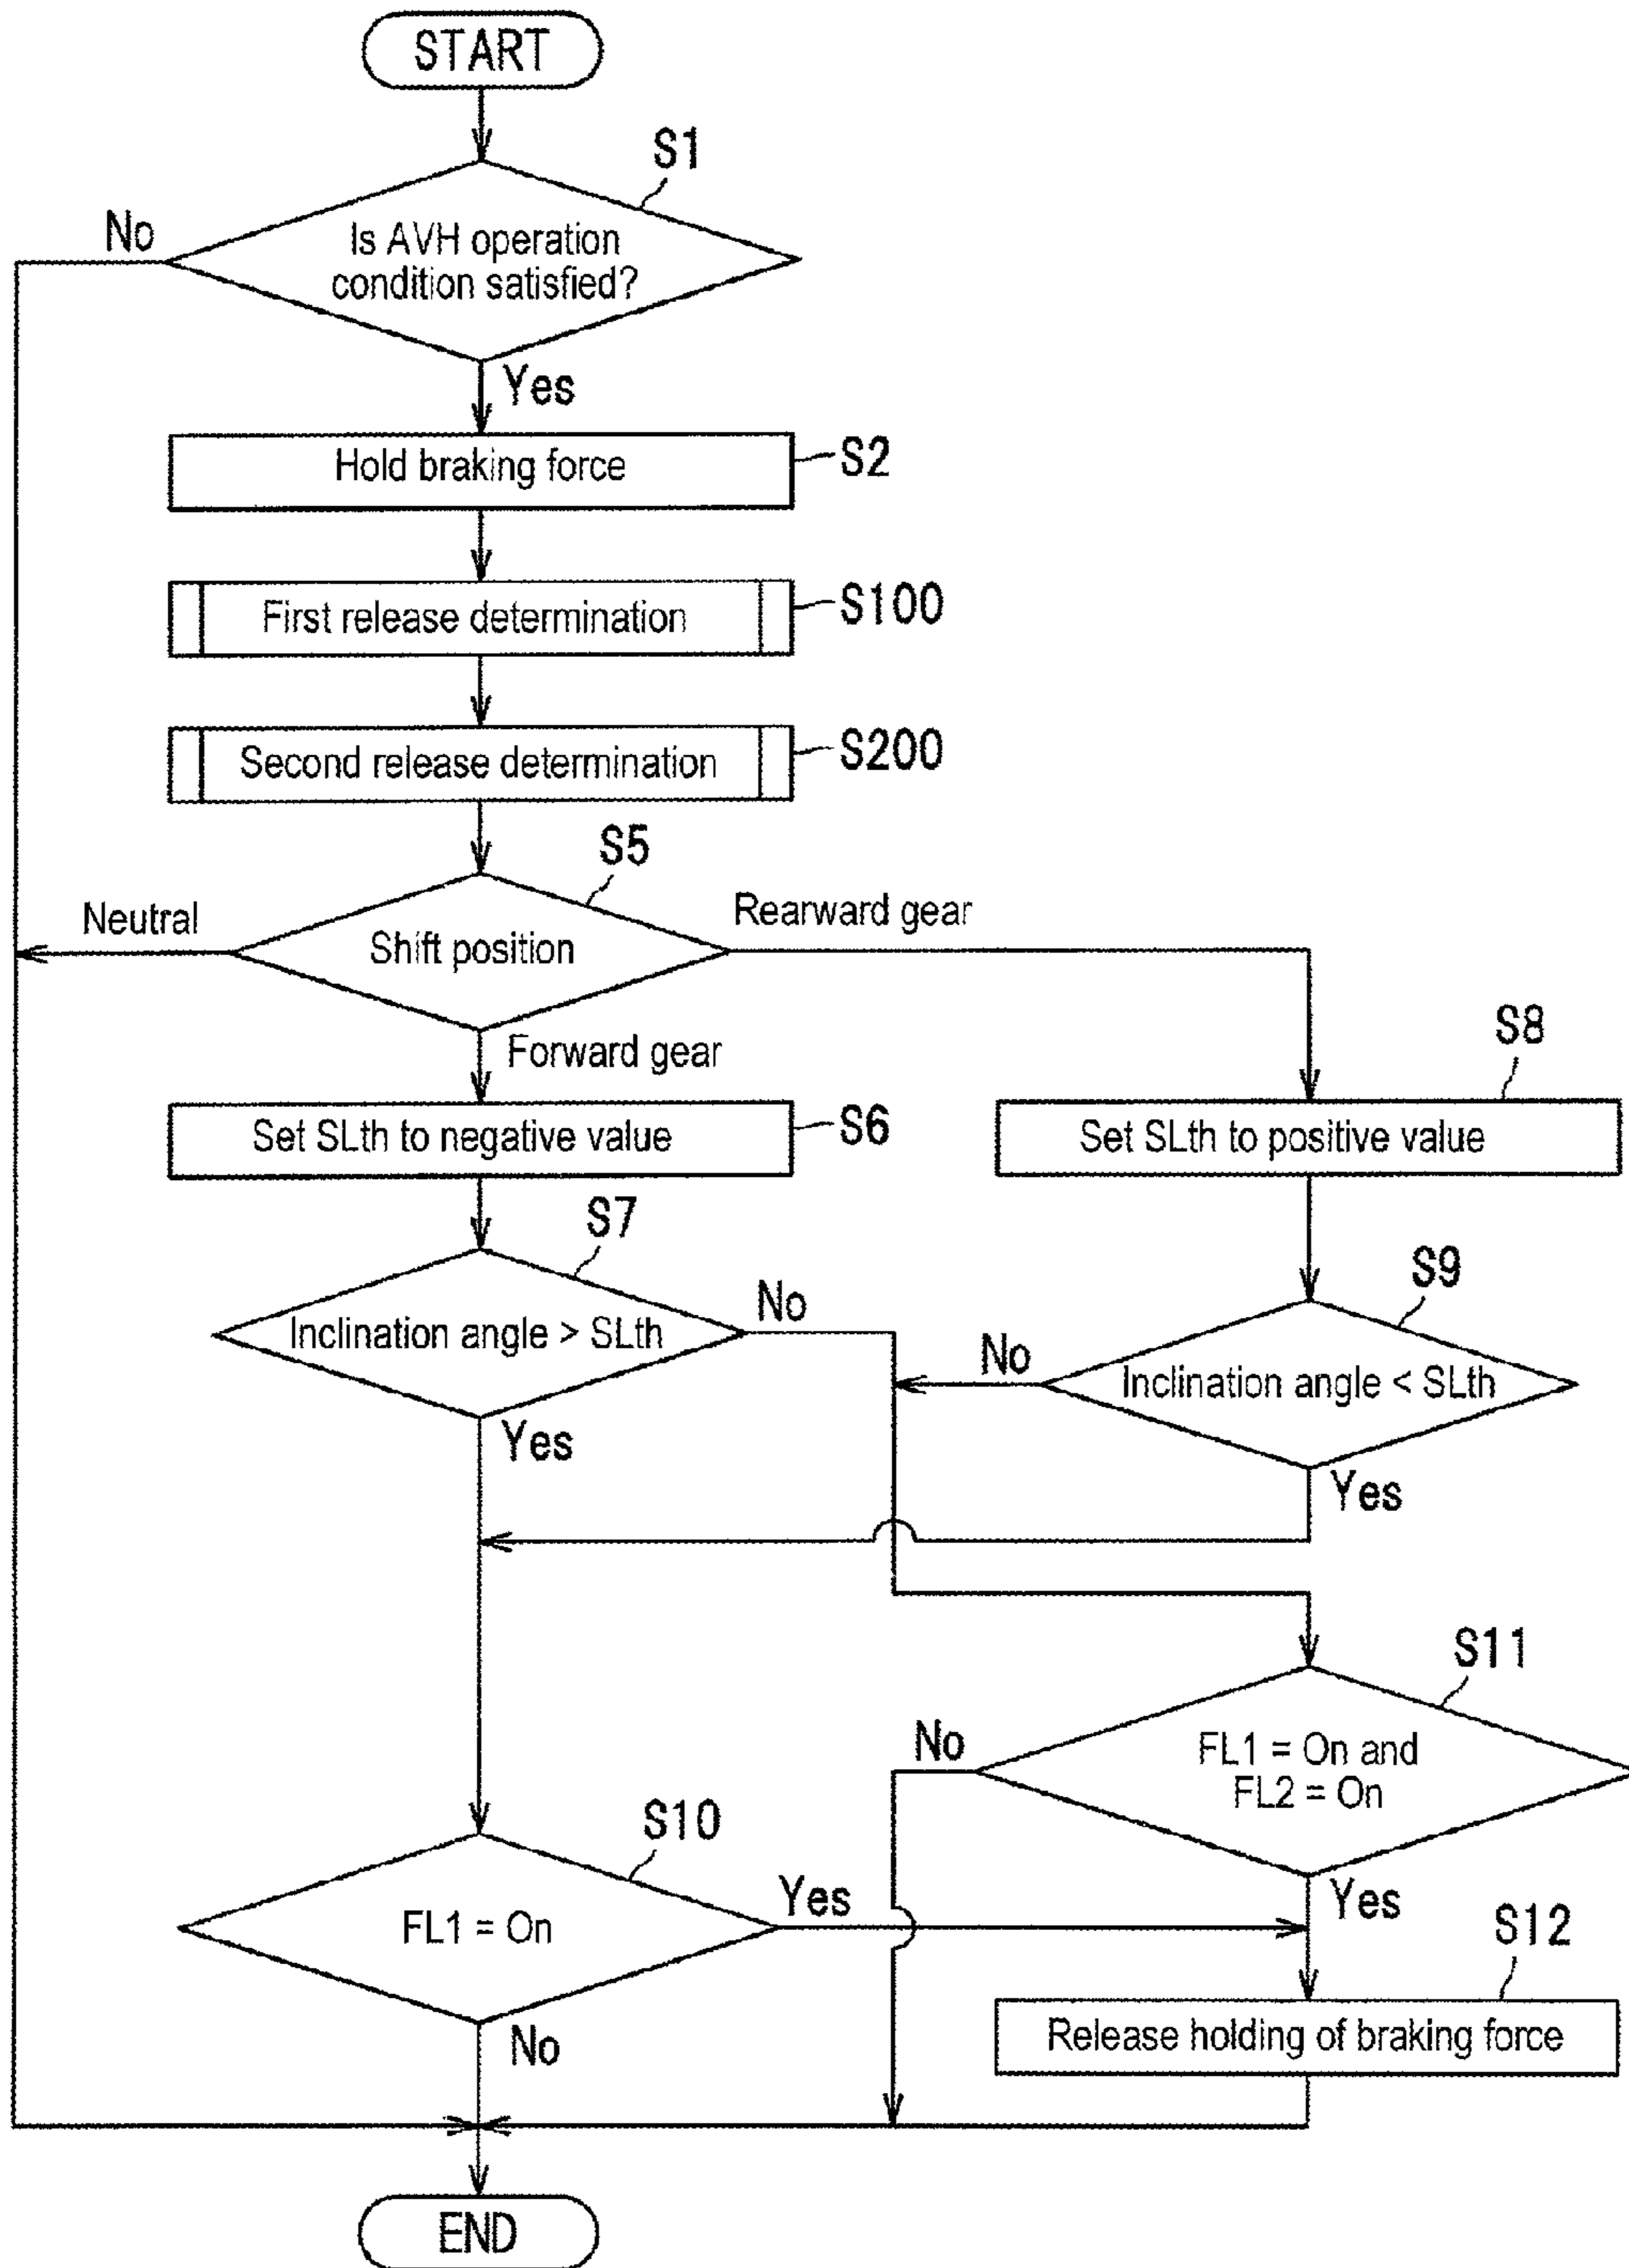 START
S1
No
Is AVH operation
condition satisfied?
Yes
Hold braking force
S2
First release determination
S100
Second release determination
S200
S5
Neutral
Shift position
Rearward gear
Forward gear
S8
Set SLth to negative value
S6
Set SLth to positive value
S7
Inclination angle > SLth
No
S9
No
Inclination angle < SLth
Yes
Yes
S11
No
FL1 = On and
FL2 = On
S10
Yes
Yes
FL1 = On
S12
No
Release holding of braking force
END